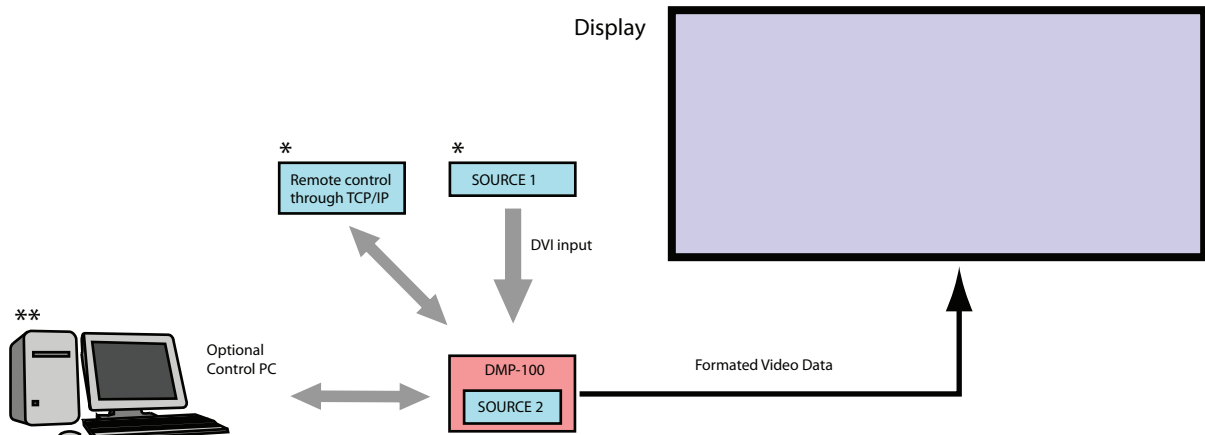 Display
*
*
Remote control
through TCP/IP
SOURCE 1
DVI input
**
Optional
Control PC
DMP-100
SOURCE 2
Formated Video Data